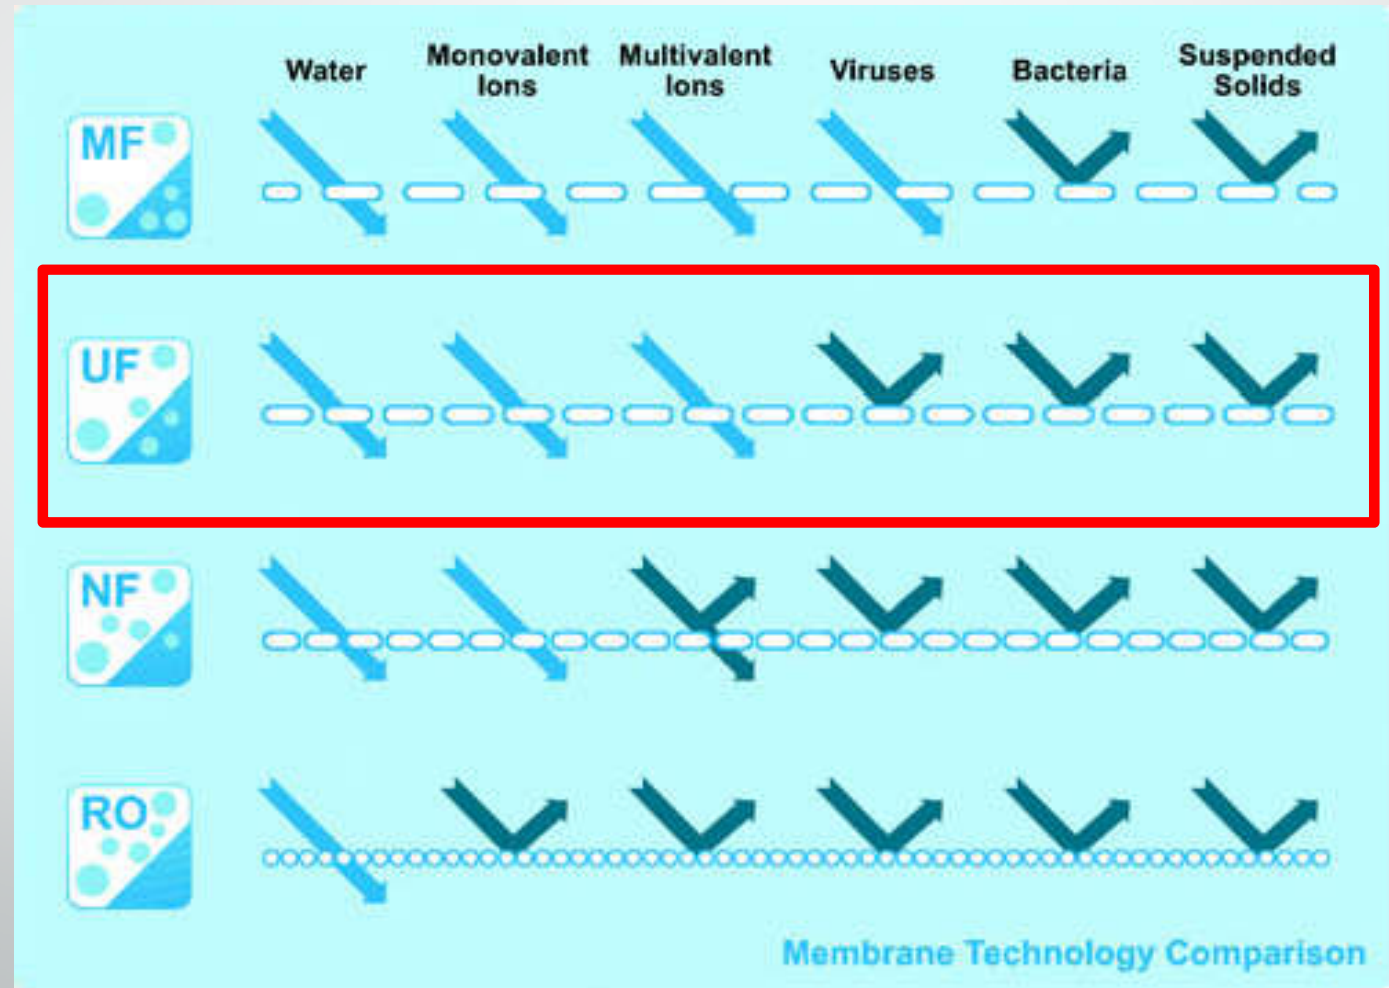 Water
Monovalent
Ions
Multivalent
Ions
Viruses
Bacteria
Suspended
Solids
MF
UF
NF
RO
Membrane Technology Comparison